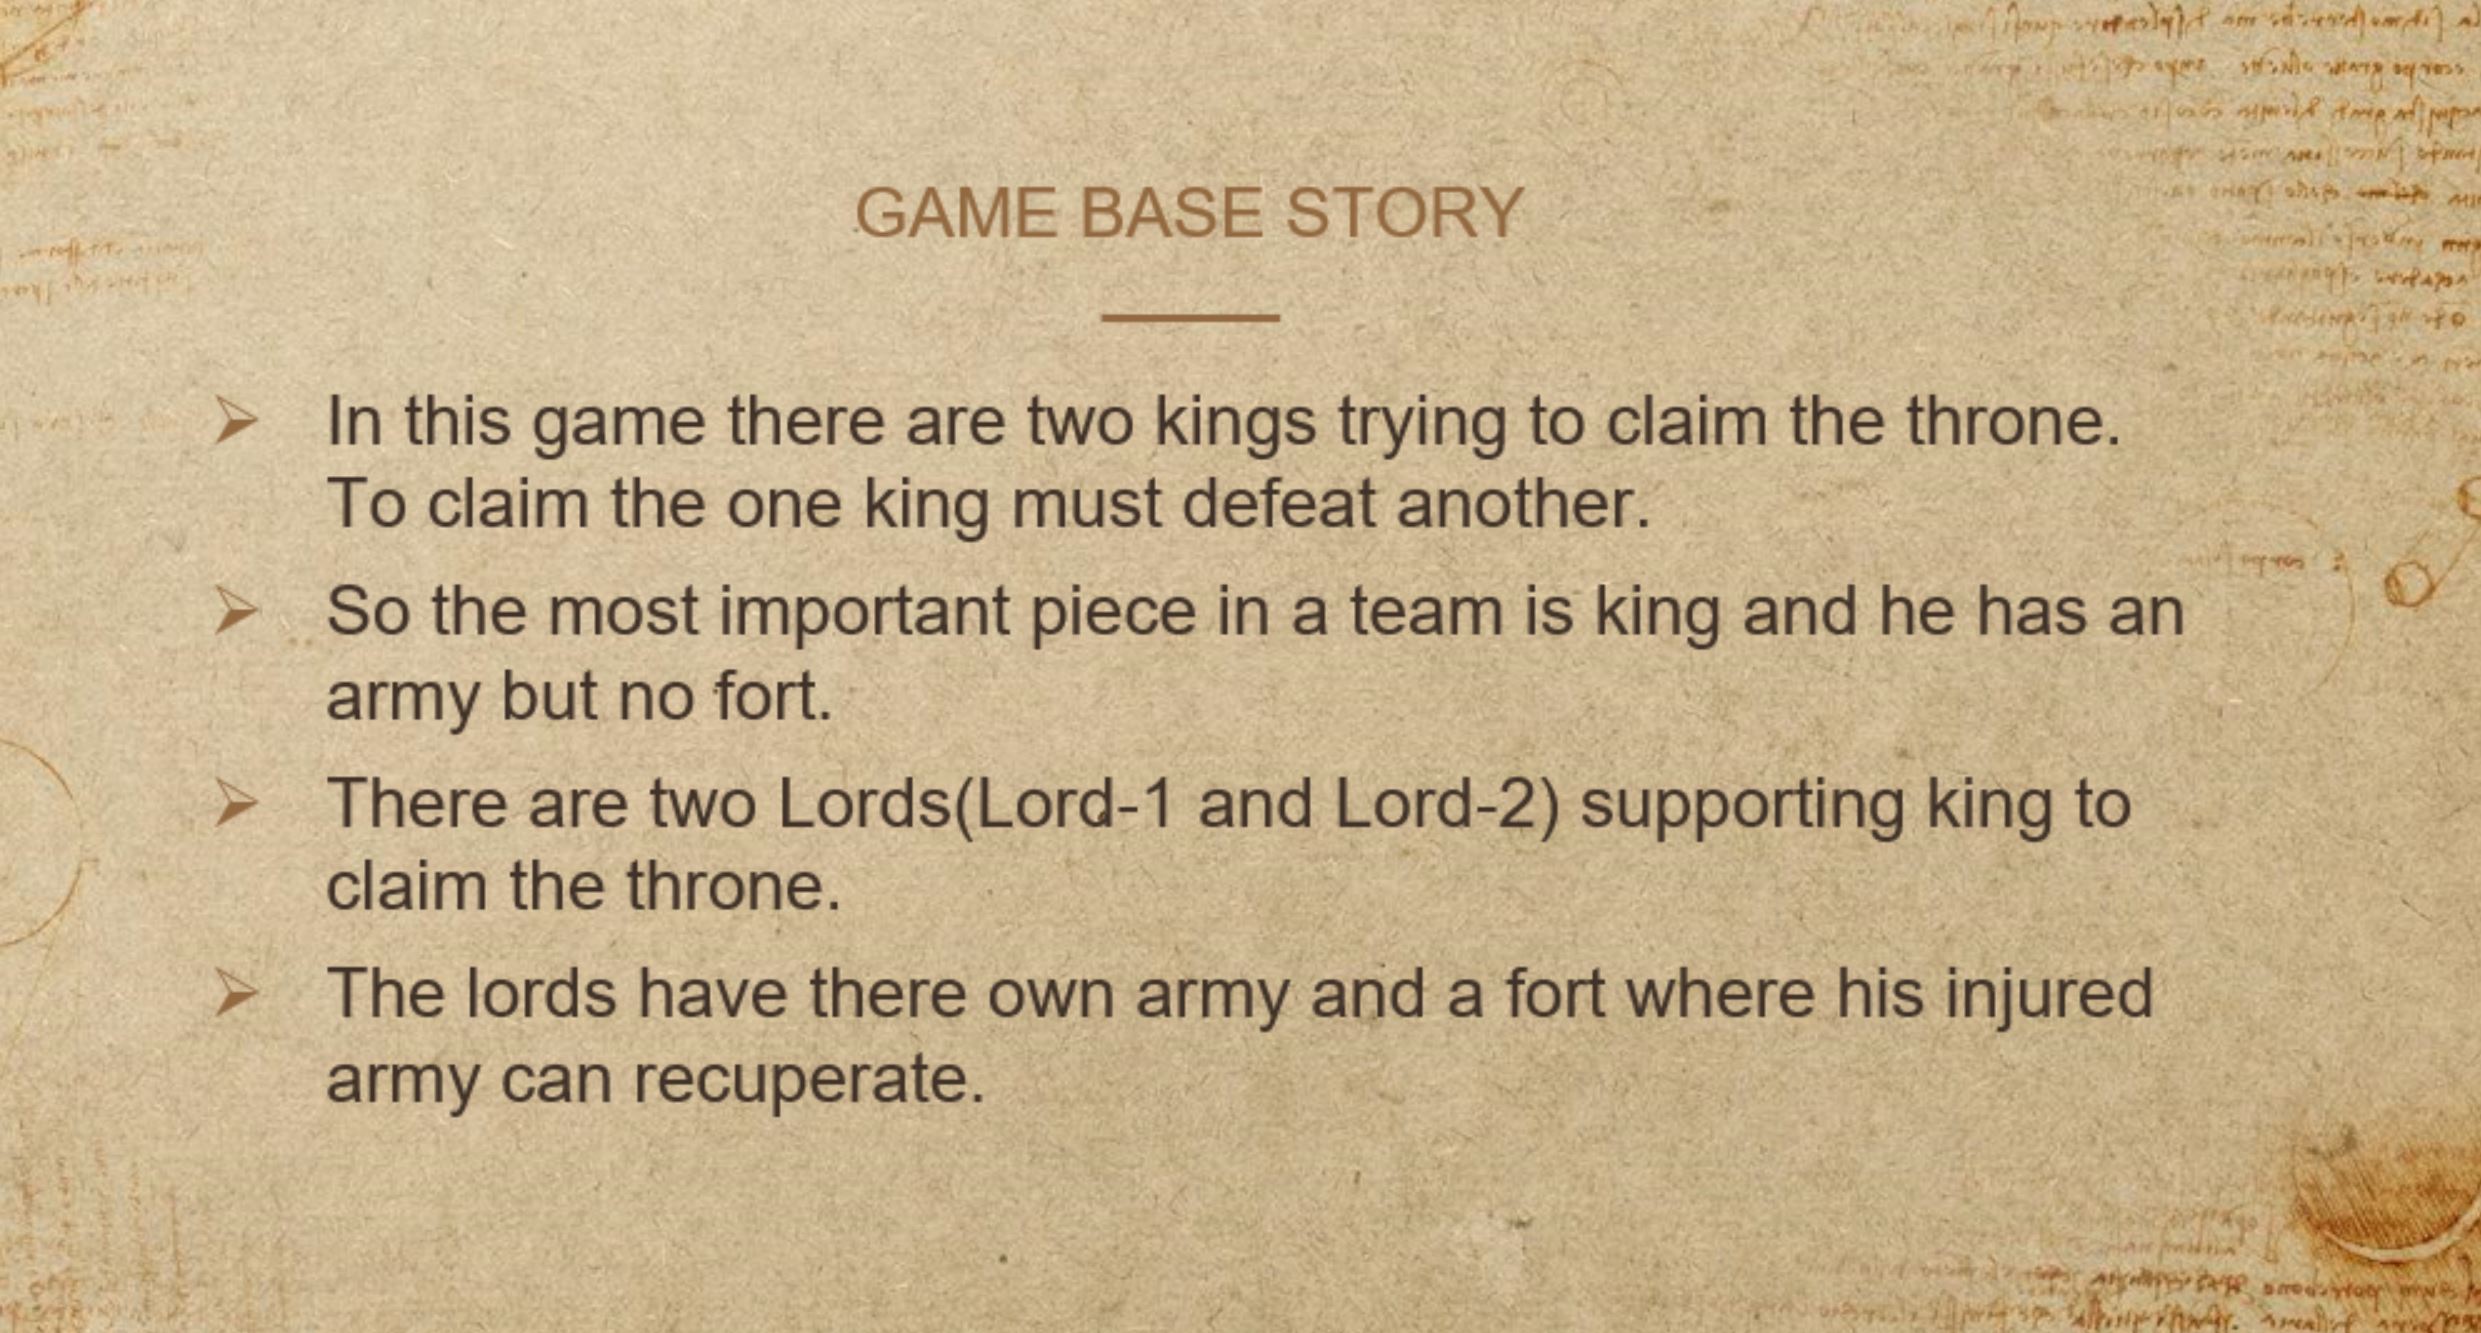 GAME BASE STORY
In this game there are two kings trying to claim the throne.
To claim the one king must defeat another.
So the most important piece in a team is king and he has an
army but no fort.
There are two Lords(Lord-1 and Lord-2) supporting king to
claim the throne.
The lords have there own army and a fort where his injured
army can recuperate.